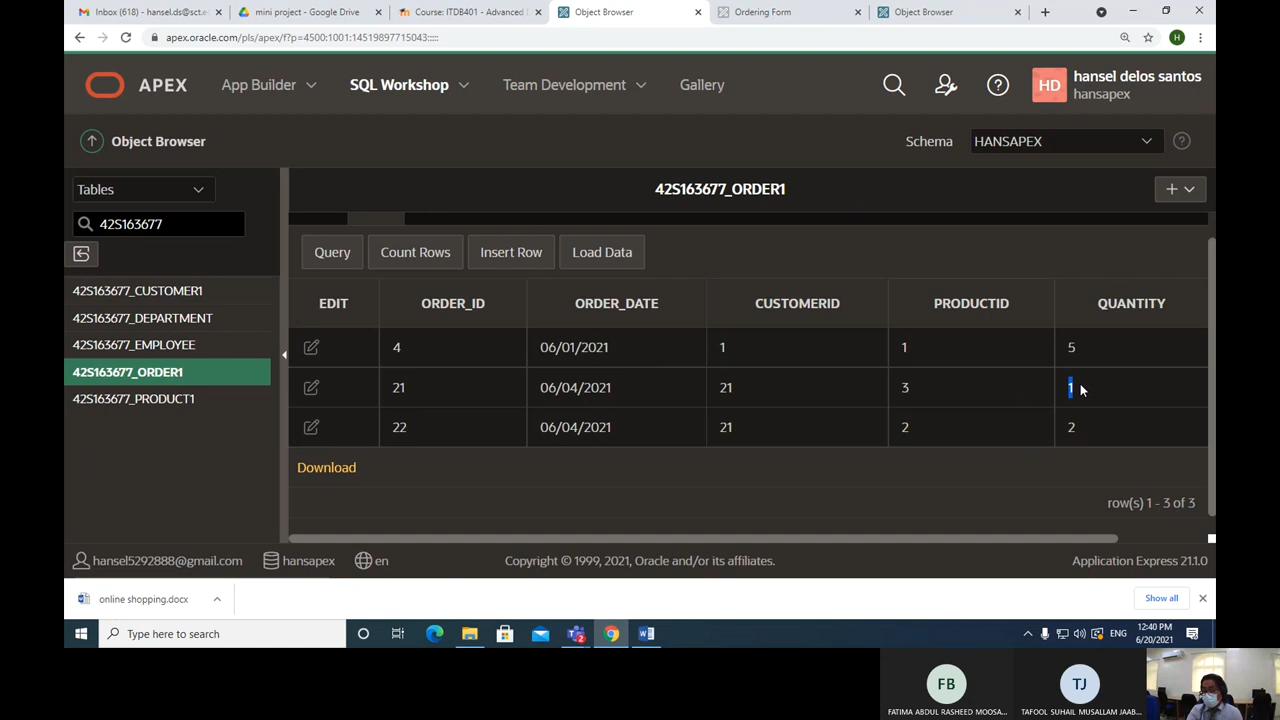 Inbox (618) - hansel.ds@sct.e
mini project - Google Drive
Course: ITDB401 - Advanced
Object Browser
Ordering Form
Object Browser
apex.oracle.com/pls/apex/f?p=4500:1001:14519897715043:::::
H
APEX
App Builder
SQL Workshop
Team Development
Gallery
HD
hansel delos santos
hansapex
Object Browser
Schema
HANSAPEX
Tables
42S163677_ORDER1
42S163677
Query
Count Rows
Insert Row
Load Data
42S163677_CUSTOMER1
42S163677_DEPARTMENT
42S163677_EMPLOYEE
42S163677_ORDER1
42S163677_PRODUCT1
EDIT ORDER_ID ORDER_DATE CUSTOMERID PRODUCTID QUANTITY
4 06/01/2021 1 1 5
21 06/04/2021 21 3 1
22 06/04/2021 21 2 2
Download
row(s) 1 - 3 of 3
hansel5292888@gmail.com
hansapex
en
Copyright © 1999, 2021, Oracle and/or its affiliates.
Application Express 21.1.0
online shopping.docx
Show all
Type here to search
ENG
12:40 PM
6/20/2021
FB
FATIMA ABDUL RASHEED MOOSA...
TJ
TAFOOL SUHAIL MUSALLAM JAAB...